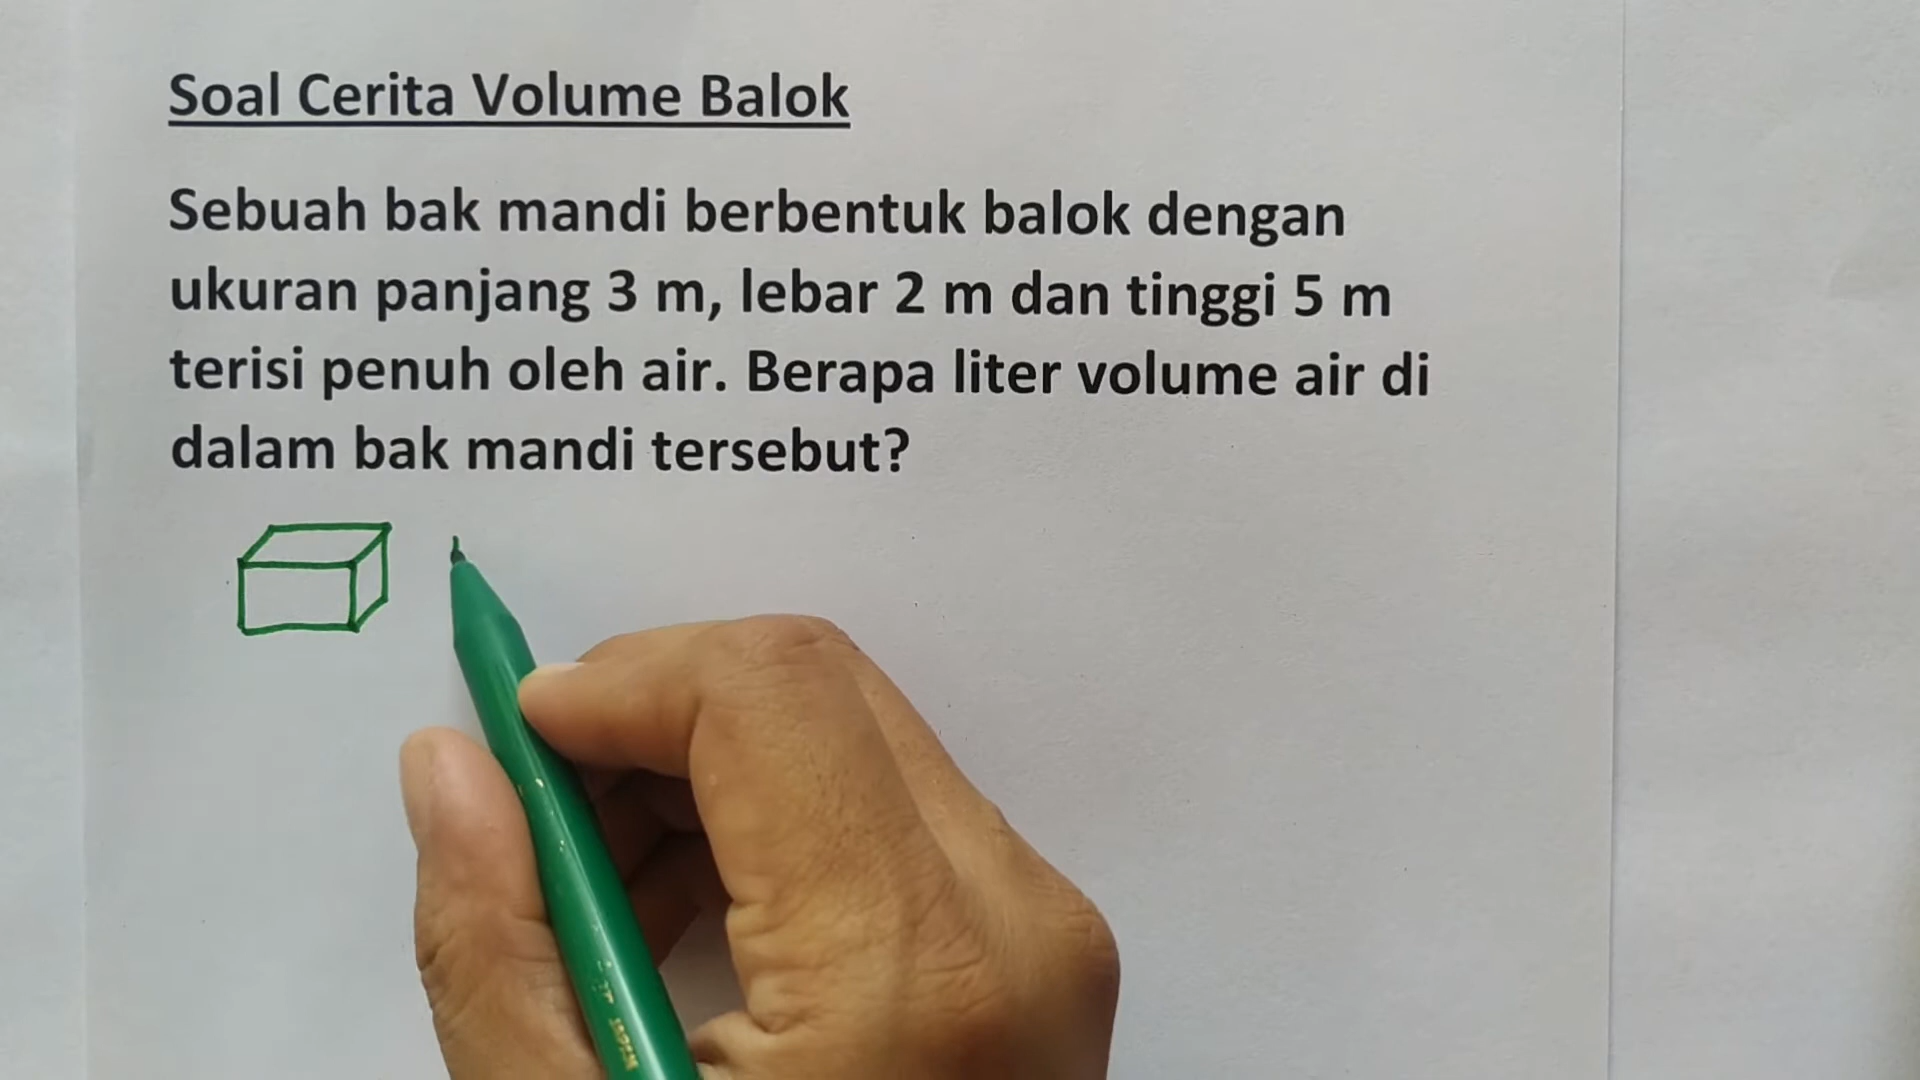 Soal Cerita Volume Balok
Sebuah bak mandi berbentuk balok dengan
ukuran panjang 3 m, lebar 2 m dan tinggi 5 m
terisi penuh oleh air. Berapa liter volume air di
dalam bak mandi tersebut?